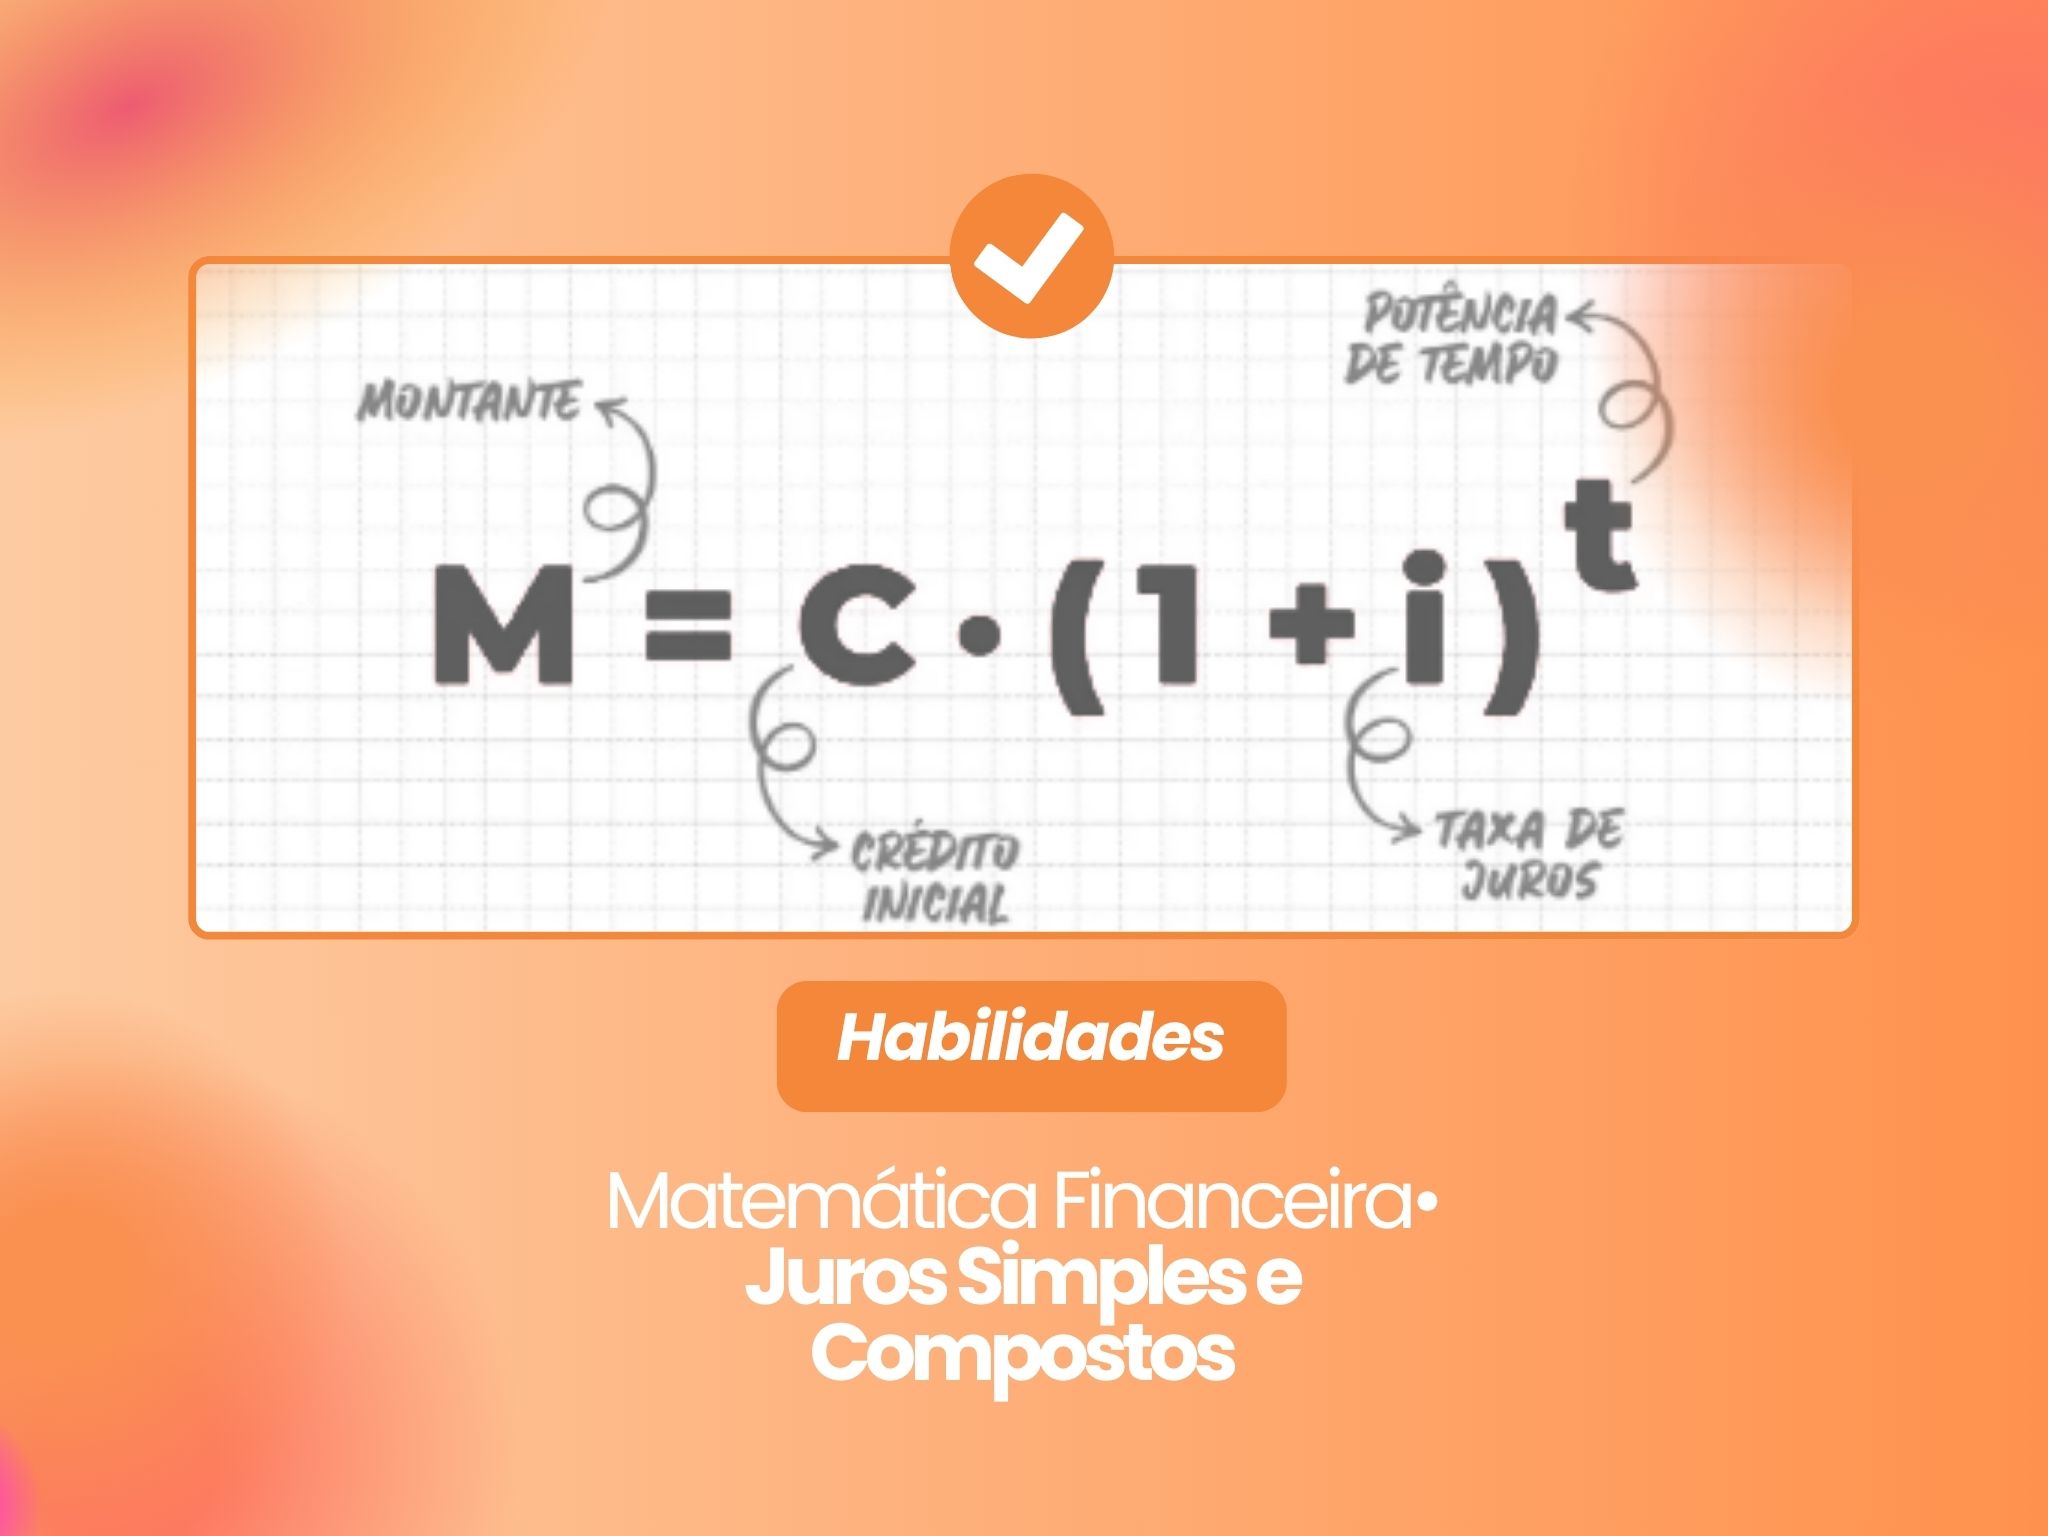 POTÊNCIA
DE TEMPO
MONTANTE
M = C · (1 + i)^t
CRÉDITO
INICIAL
TAXA DE
JUROS
Habilidades
Matemática Financeira•
Juros Simples e
Compostos